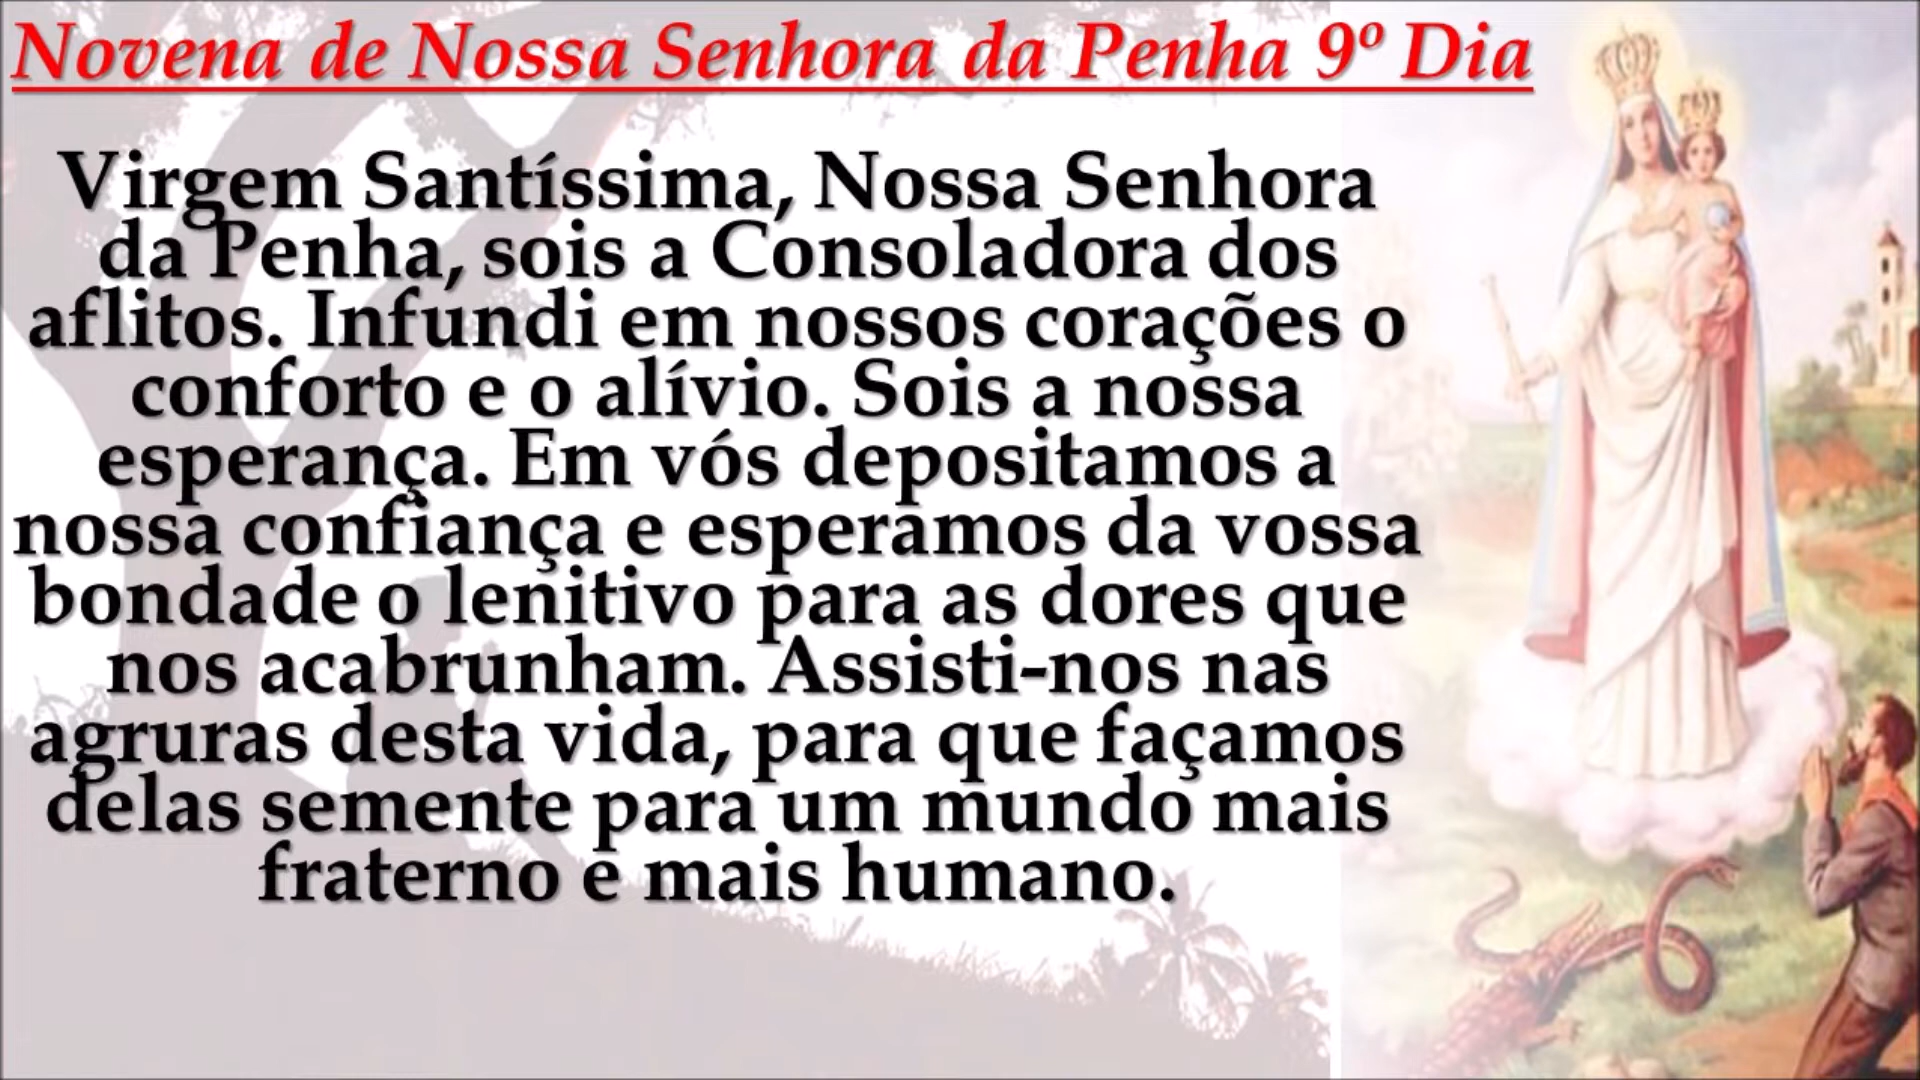 Novena de Nossa Senhora da Penha 9º Dia
Virgem Santíssima, Nossa Senhora
da Penha, sois a Consoladora dos
aflitos. Infundi em nossos corações o
conforto e o alívio. Sois a nossa
esperança. Em vós depositamos a
nossa confiança e esperamos da vossa
bondade o lenitivo para as dores que
nos acabrunham. Assisti-nos nas
agruras desta vida, para que façamos
delas semente para um mundo mais
fraterno e mais humano.